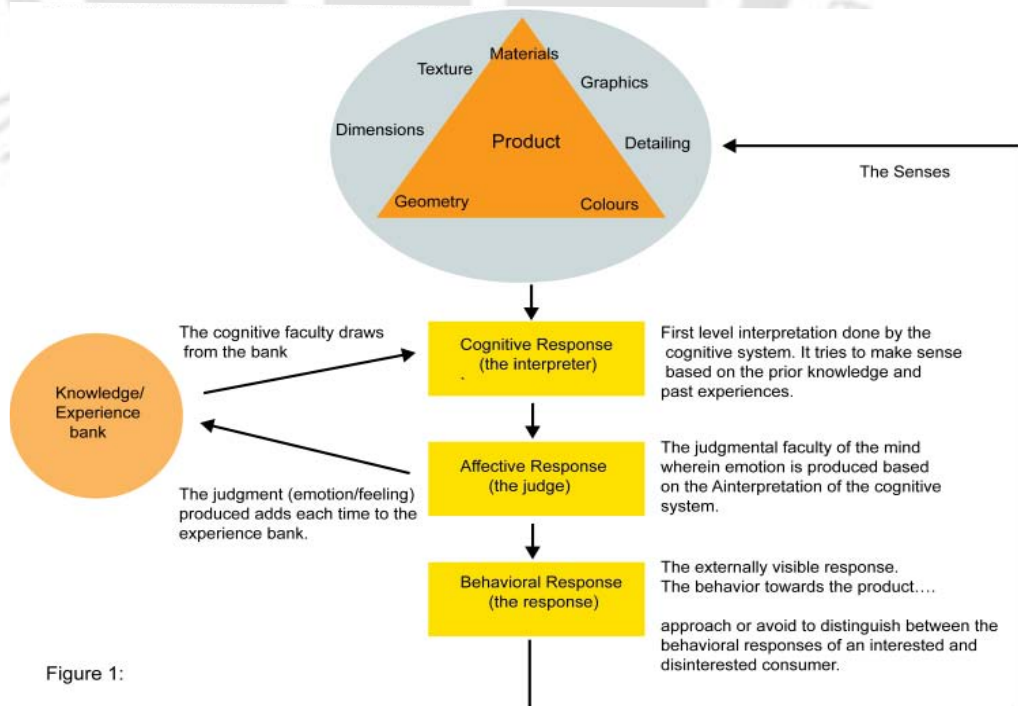 Materials
Texture
Graphics
Dimensions
Product
Detailing
The Senses
Geometry
Colours
The cognitive faculty draws
from the bank
Cognitive Response
(the interpreter)
First level interpretation done by the
cognitive system. It tries to make sense
based on the prior knowledge and
past experiences.
Knowledge/
Experience
bank
Affective Response
(the judge)
The judgmental faculty of the mind
wherein emotion is produced based
on the Ainterpretation of the cognitive
system.
The judgment (emotion/feeling)
produced adds each time to the
experience bank.
Behavioral Response
(the response)
The externally visible response.
The behavior towards the product....
approach or avoid to distinguish between the
behavioral responses of an interested and
disinterested consumer.
Figure 1: